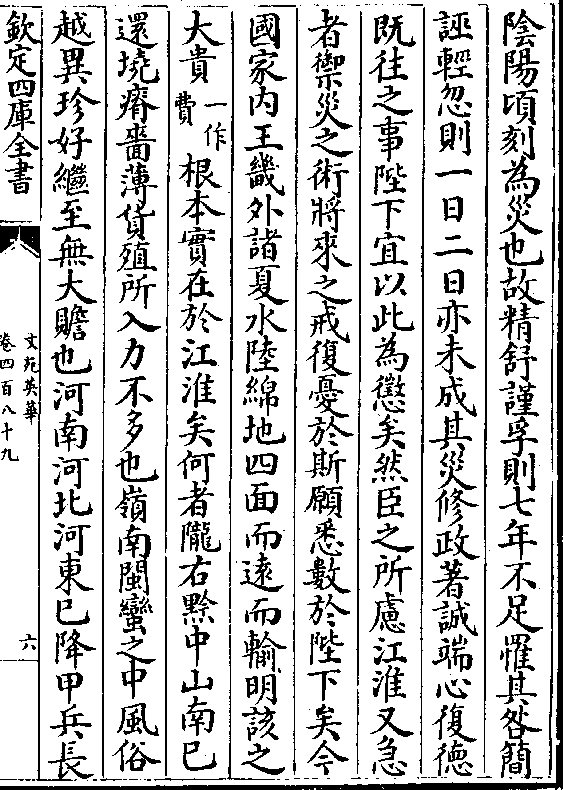 陰陽頃刻為災也故精舒謹孚則七年不足罹其咎簡
誣輕忽則一日二日亦未成其災修政著誠端心復徳
既往之事陛下宜以此為懲矣然臣之所慮江淮又急
者禦災之術將來之戒復憂於斯願悉數於陛下矣今
國家内王畿外諸夏水陸綿地四面而遠而輸明該之
大貴一作費根本實在於江淮矣何者隴右黔中山南已
還墝瘠嗇薄貨殖所入力不多也嶺南閩蠻之中風俗
越異珍好繼至無大贍也河南河北河東已降甲兵長
欽定四庫全書
文苑英華
卷四百八十九
六